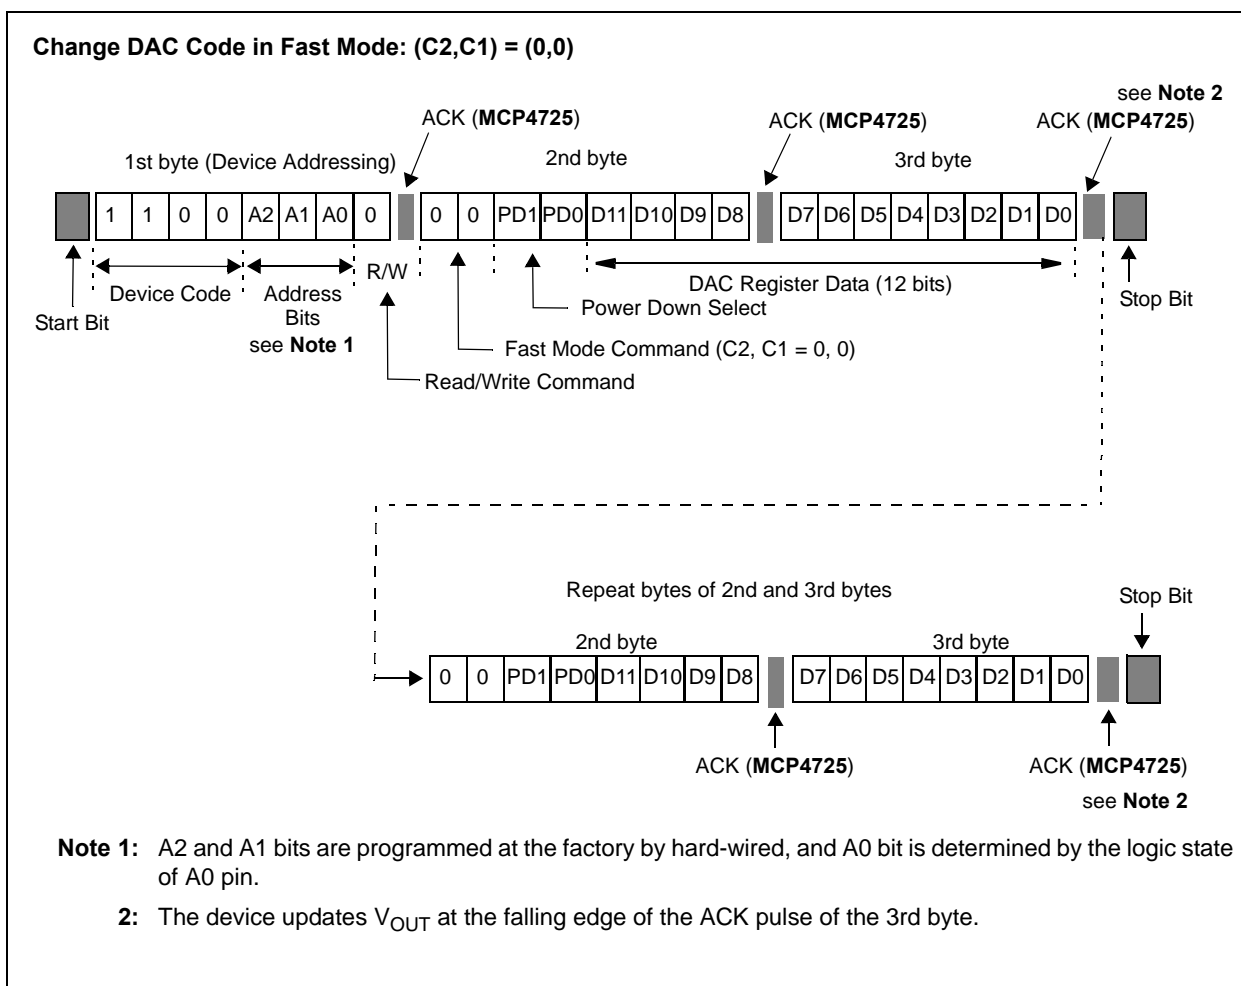 Change DAC Code in Fast Mode: (C2,C1) = (0,0)
see Note 2
ACK (MCP4725)
ACK (MCP4725)
ACK (MCP4725)
1st byte (Device Addressing)
2nd byte
3rd byte
1 1 0 0 A2 A1 A0 0
0 0 PD1 PD0 D11 D10 D9 D8
D7 D6 D5 D4 D3 D2 D1 D0
Start Bit
Device Code
Address
Bits
see Note 1
R/W
DAC Register Data (12 bits)
Stop Bit
Power Down Select
Fast Mode Command (C2, C1 = 0, 0)
Read/Write Command
Repeat bytes of 2nd and 3rd bytes
Stop Bit
2nd byte
3rd byte
0 0 PD1 PD0 D11 D10 D9 D8
D7 D6 D5 D4 D3 D2 D1 D0
ACK (MCP4725)
ACK (MCP4725)
see Note 2
Note 1: A2 and A1 bits are programmed at the factory by hard-wired, and A0 bit is determined by the logic state
of A0 pin.
2: The device updates VOUT at the falling edge of the ACK pulse of the 3rd byte.